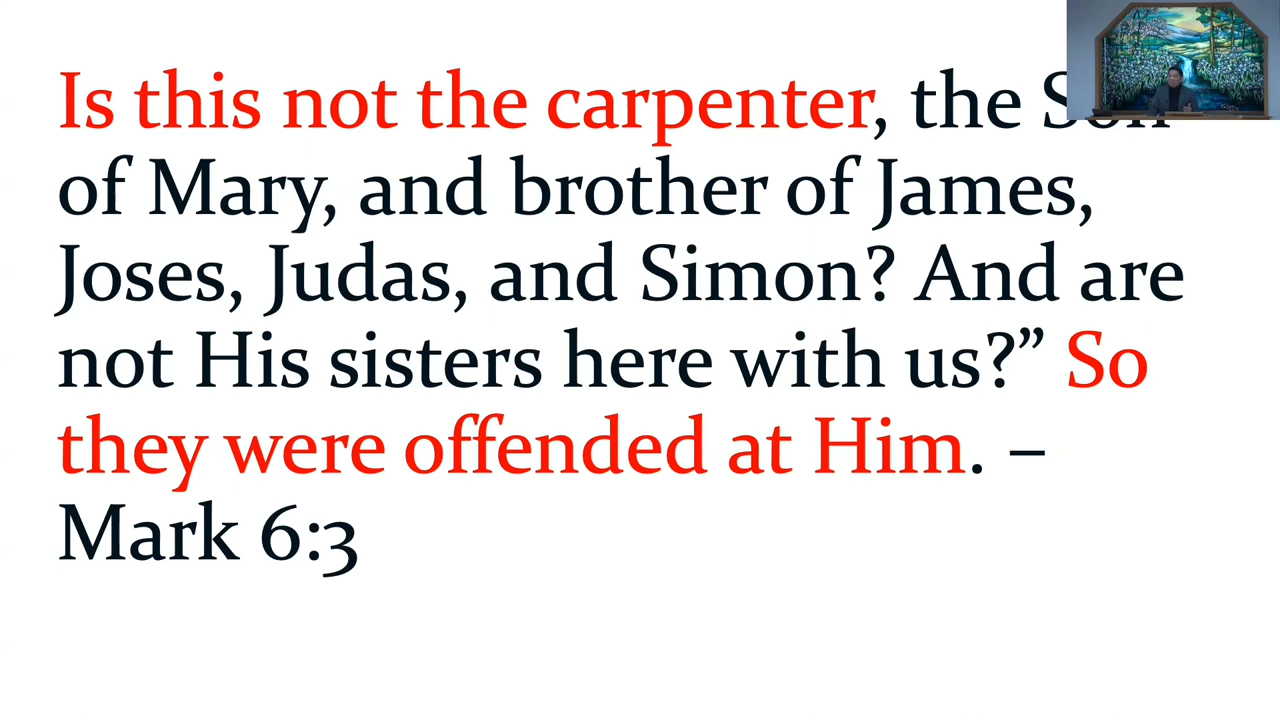 Is this not the carpenter, the Son
of Mary, and brother of James,
Joses, Judas, and Simon? And are
not His sisters here with us?” So
they were offended at Him. –
Mark 6:3